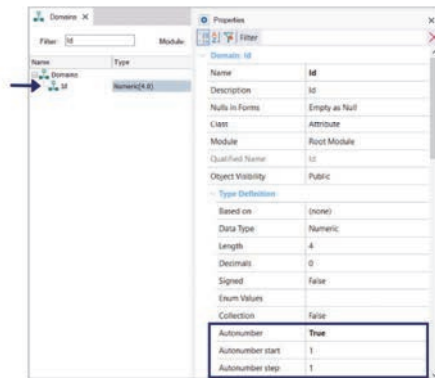 Domains X
Properties X
Filter: Id Module:
Filter
Name Type
Domains
Id Numeric(4.0)
Domain: Id
Name Id
Description Id
Nulls in Forms Empty as Null
Class Attribute
Module Root Module
Qualified Name Id
Object Visibility Public
Type Definition
Based on (none)
Data Type Numeric
Length 4
Decimals 0
Signed False
Enum Values
Collection False
Autonumber True
Autonumber start 1
Autonumber step 1